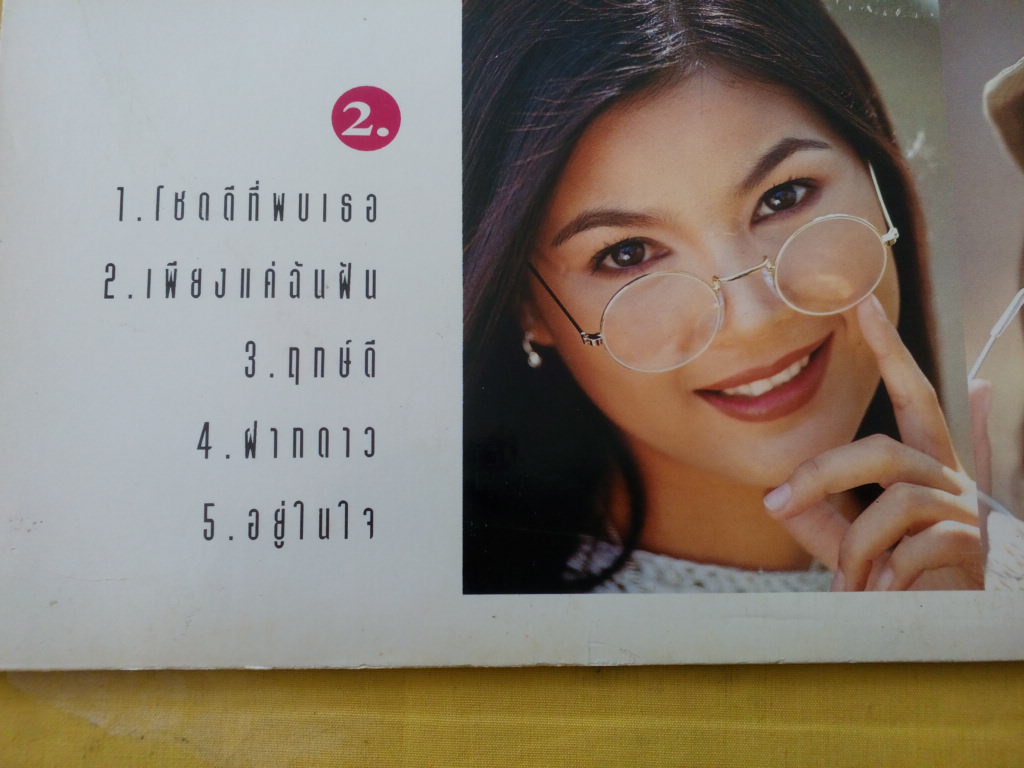 2.
1.โชคดีที่พบเธอ
2.เพียงแค่ฉันฝัน
3.ฤกษ์ดี
4.ฝากดาว
5.อยู่ในใจ